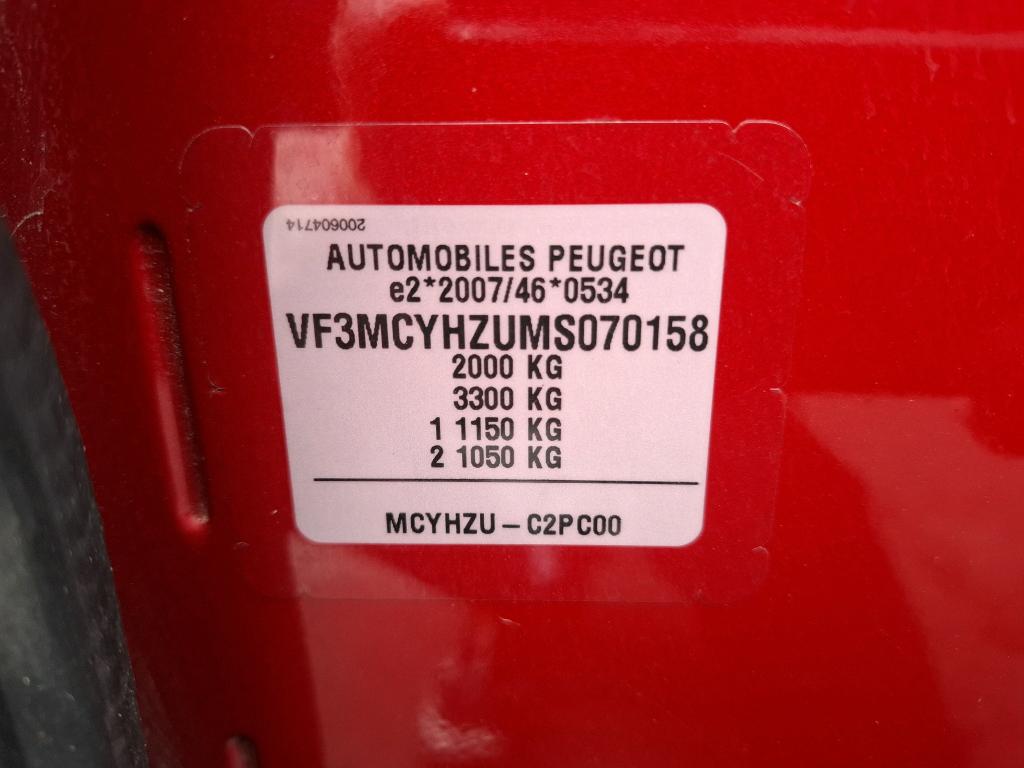 200604714
AUTOMOBILES PEUGEOT
e2*2007/46*0534
VF3MCYHZUMS070158
2000 KG
3300 KG
1 1150 KG
2 1050 KG
MCYHZU - C2PC00